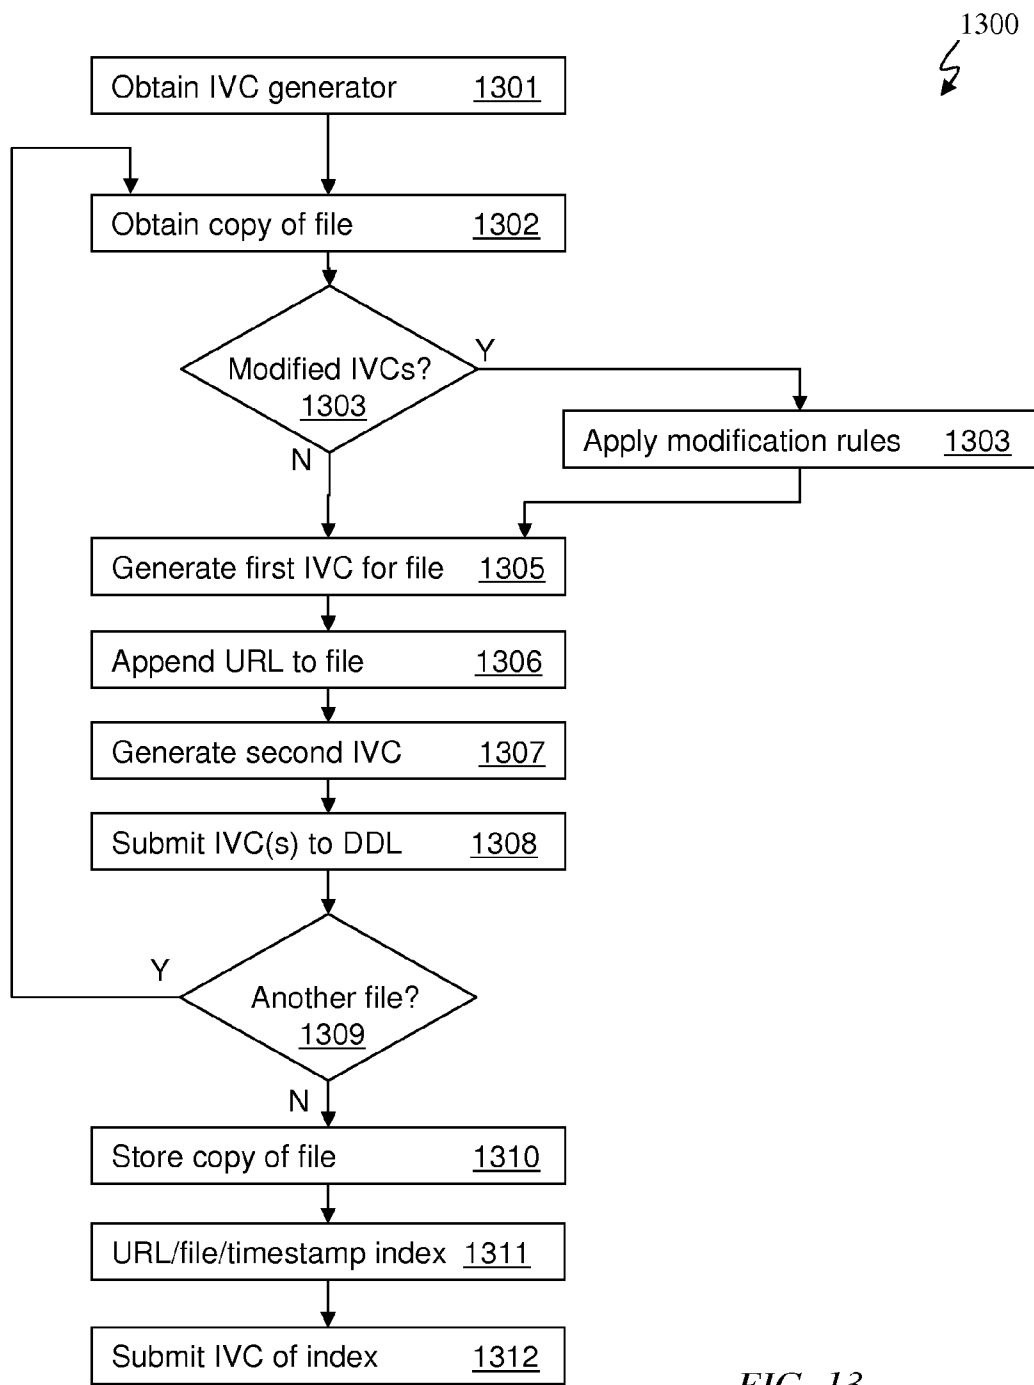 1300
Obtain IVC generator 1301
Obtain copy of file 1302
Modified IVCs?
1303
Y
N
Apply modification rules 1303
Generate first IVC for file 1305
Append URL to file 1306
Generate second IVC 1307
Submit IVC(s) to DDL 1308
Y
Another file?
1309
N
Store copy of file 1310
URL/file/timestamp index 1311
Submit IVC of index 1312
FIG. 13